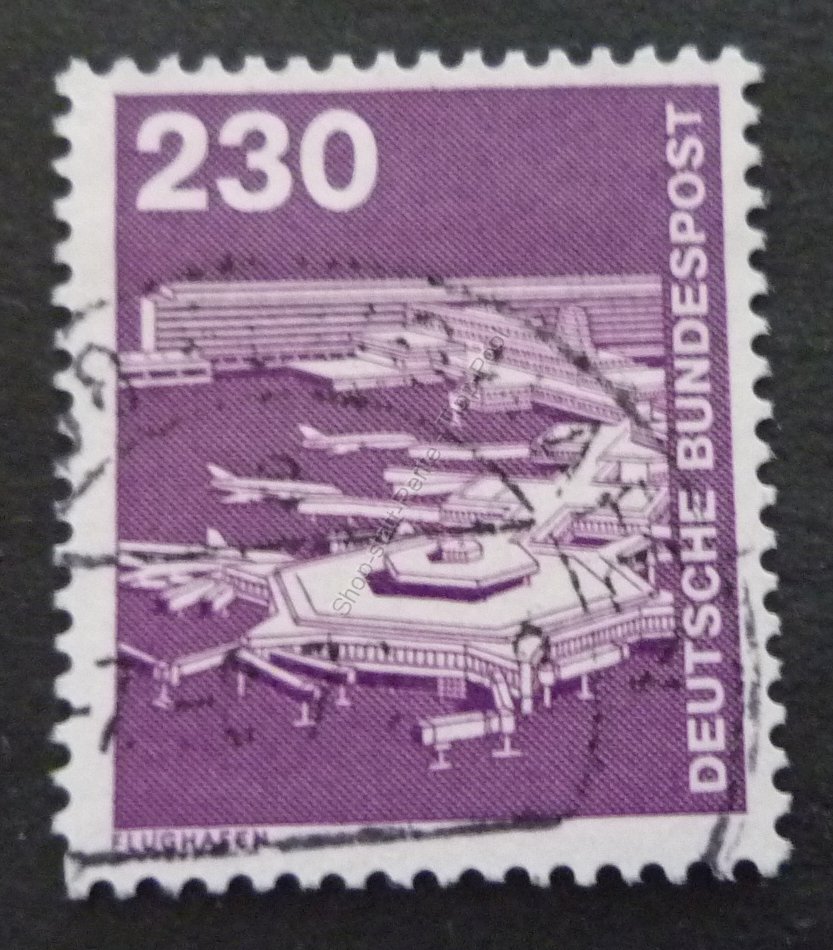 230
DEUTSCHE BUNDESPOST
FLUGHAFEN